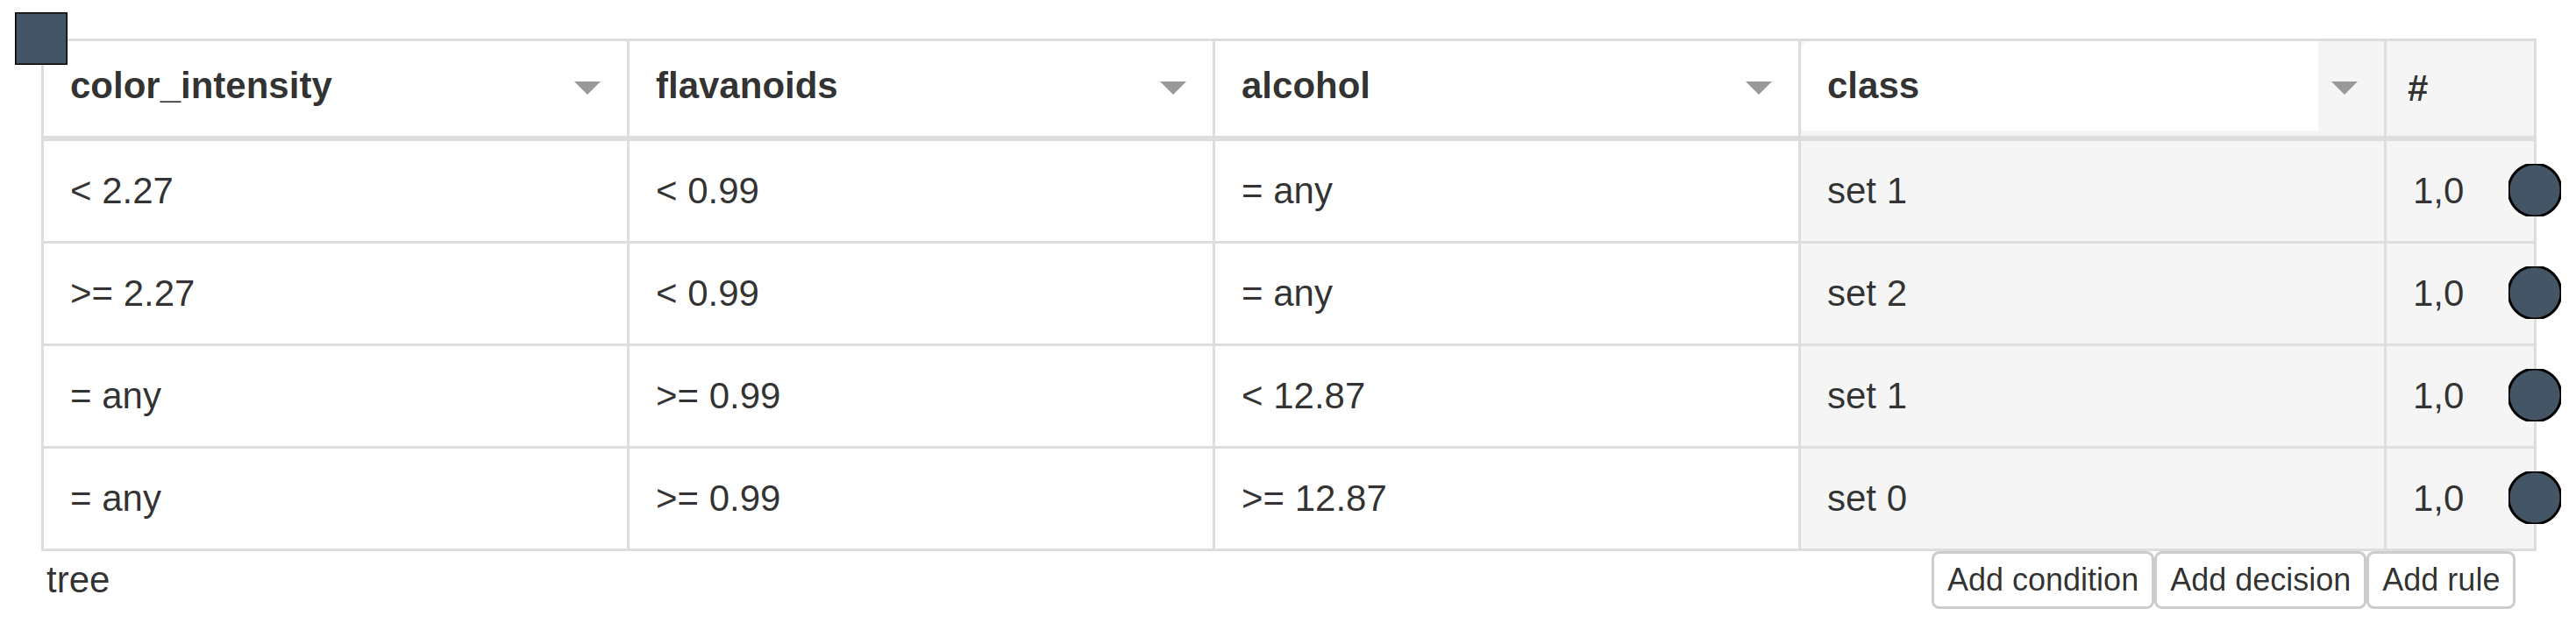 color_intensity flavanoids alcohol class #
< 2.27 < 0.99 = any set 1 1,0
>= 2.27 < 0.99 = any set 2 1,0
= any >= 0.99 < 12.87 set 1 1,0
= any >= 0.99 >= 12.87 set 0 1,0
tree Add condition Add decision Add rule